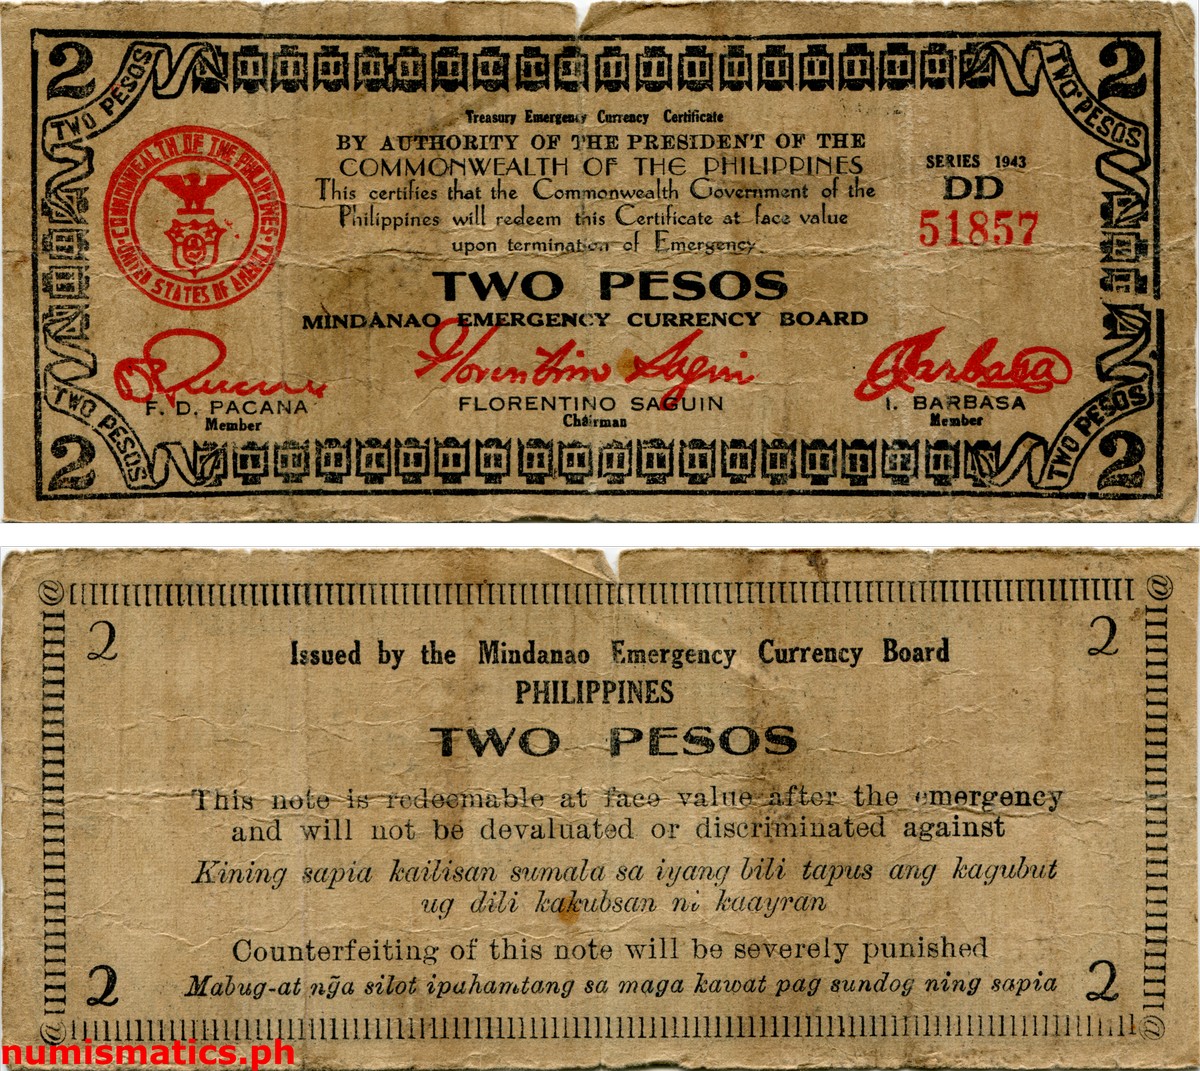 2 TWO PESOS
TWO PESOS 2
Treasury Emergency Currency Certificate
BY AUTHORITY OF THE PRESIDENT OF THE
COMMONWEALTH OF THE PHILIPPINES
This certifies that the Commonwealth Government of the
Philippines will redeem this Certificate at face value
upon termination of Emergency
SERIES 1943
DD
51857
COMMONWEALTH OF THE PHILIPPINES
UNITED STATES OF AMERICA
TWO PESOS
MINDANAO EMERGENCY CURRENCY BOARD
Florentino Saguin
F. D. PACANA
Member
FLORENTINO SAGUIN
Chairman
I. BARBASA
Member
2 TWO PESOS
TWO PESOS 2
2
2
Issued by the Mindanao Emergency Currency Board
PHILIPPINES
TWO PESOS
This note is redeemable at face value after the emergency
and will not be devaluated or discriminated against
Kining sapia kailisan sumala sa iyang bili tapus ang kagubut
ug dili kakubsan ni kaayran
Counterfeiting of this note will be severely punished
Mabug-at ng̃a silot ipahamtang sa maga kawat pag sundog ning sapia
2
2
numismatics.ph